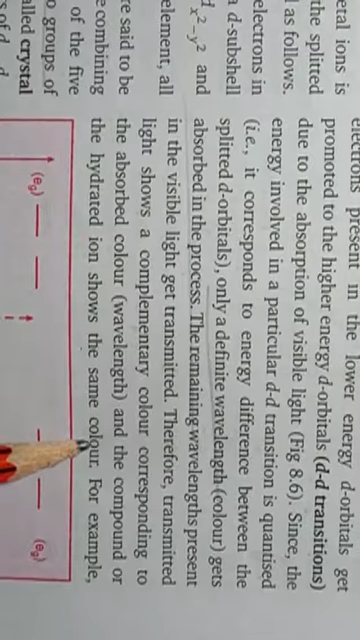 etal ions is
the splitted
as follows.
electrons in
a d-subshell
d x²−y² and
element, all
re said to be
e combining
of the five
o groups of
alled crystal
electrons present in the lower energy d-orbitals get
promoted to the higher energy d-orbitals (d-d transitions)
due to the absorption of visible light (Fig 8.6). Since, the
energy involved in a particular d-d transition is quantised
(i.e., it corresponds to energy difference between the
splitted d-orbitals), only a definite wavelength (colour) gets
absorbed in the process. The remaining wavelengths present
in the visible light get transmitted. Therefore, transmitted
light shows a complementary colour corresponding to
the absorbed colour (wavelength) and the compound or
the hydrated ion shows the same colour. For example,
(eg) (eg)